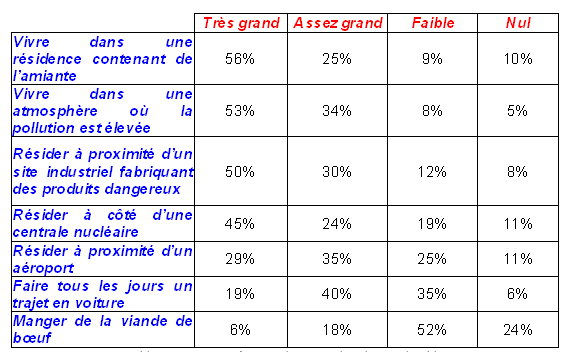 Très grand Assez grand Faible Nul
Vivre dans une
résidence contenant de
l'amiante
56% 25% 9% 10%
Vivre dans une
atmosphère où la
pollution est élevée
53% 34% 8% 5%
Résider à proximité d'un
site industriel fabriquant
des produits dangereux
50% 30% 12% 8%
Résider à côté d'une
centrale nucléaire
45% 24% 19% 11%
Résider à proximité d'un
aéroport
29% 35% 25% 11%
Faire tous les jours un
trajet en voiture
19% 40% 35% 6%
Manger de la viande de
bœuf
6% 18% 52% 24%